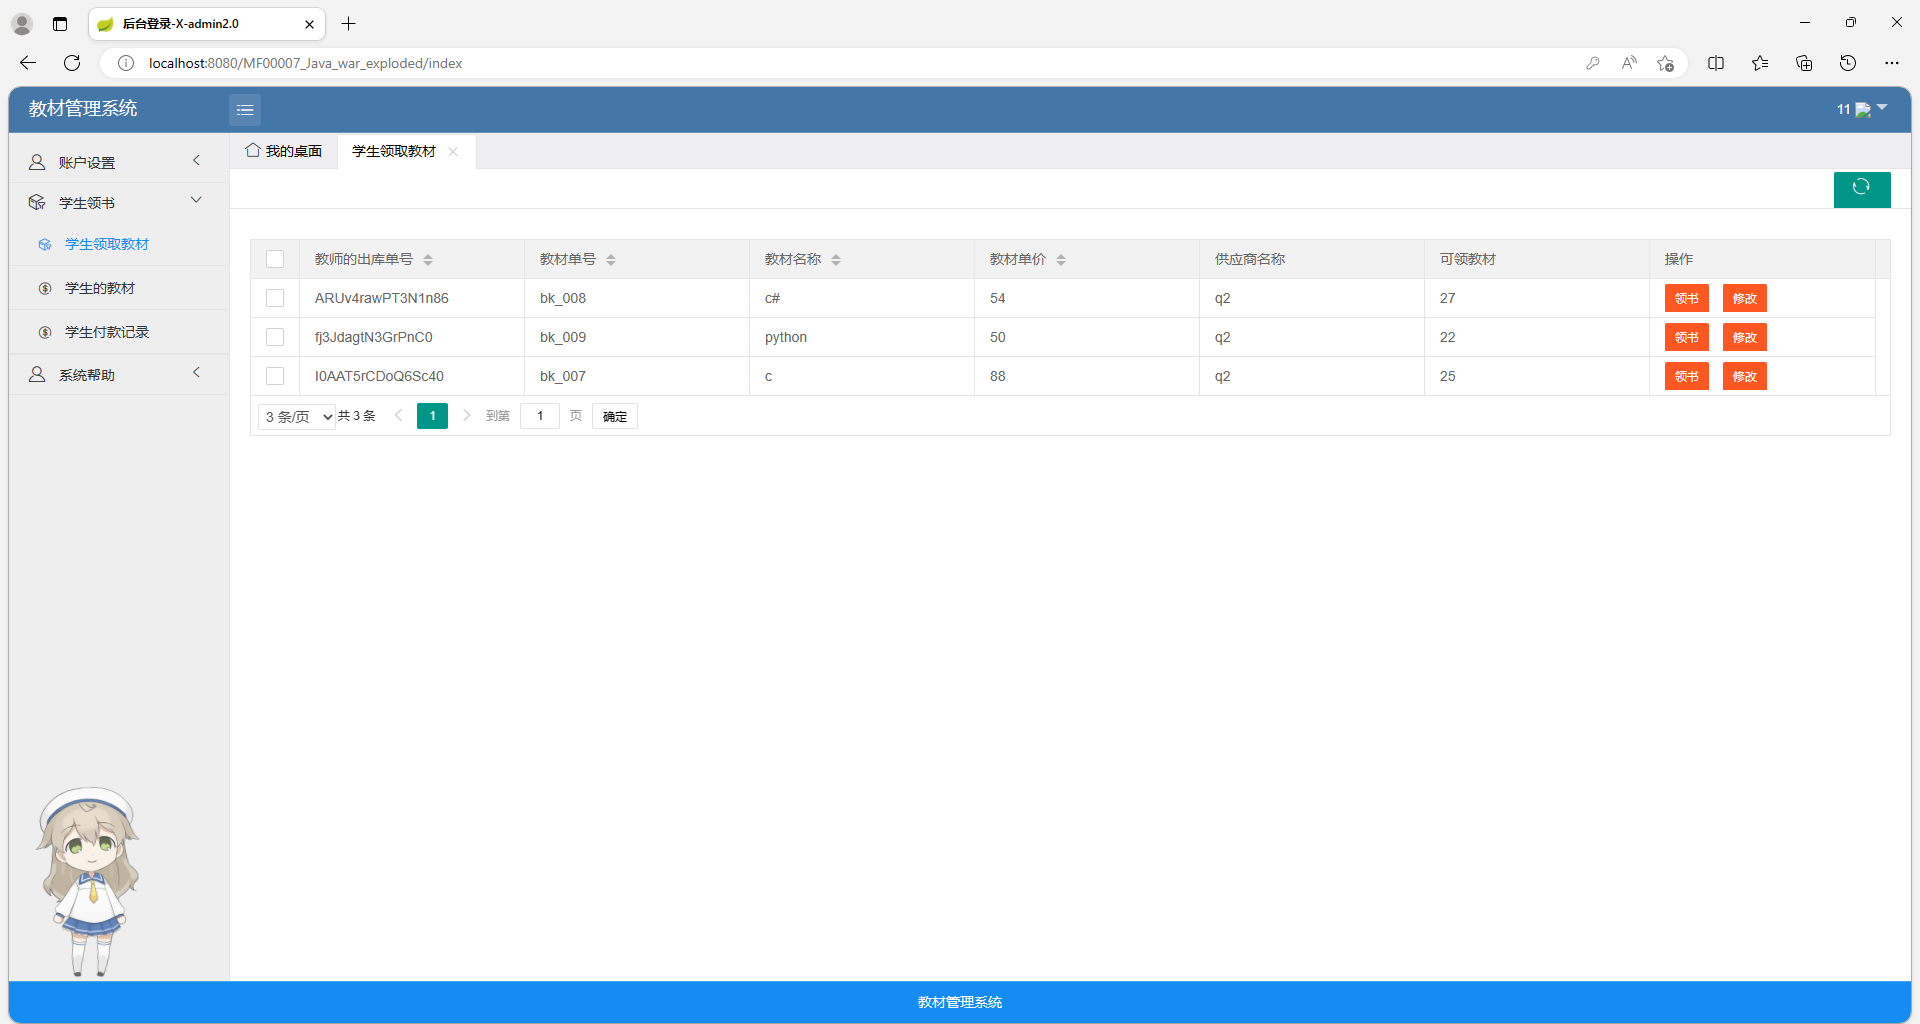 后台登录-X-admin2.0
localhost:8080/MF00007_Java_war_exploded/index
教材管理系统
11
账户设置
学生领书
学生领取教材
学生的教材
学生付款记录
系统帮助
我的桌面 学生领取教材
教师的出库单号 教材单号 教材名称 教材单价 供应商名称 可领教材 操作
ARUv4rawPT3N1n86 bk_008 c# 54 q2 27 领书 修改
fj3JdagtN3GrPnC0 bk_009 python 50 q2 22 领书 修改
I0AAT5rCDoQ6Sc40 bk_007 c 88 q2 25 领书 修改
3 条/页 共 3 条 1 到第 1 页 确定
教材管理系统